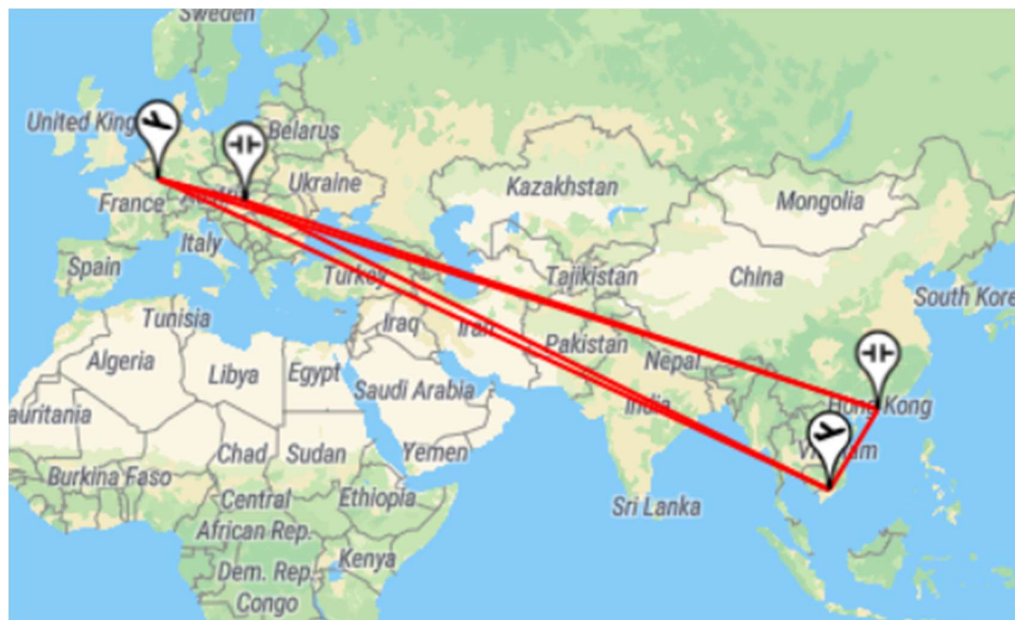 Sweden
United King
Belarus
Ukraine
France
Kazakhstan
Mongolia
Italy
Spain
Turkey
Tajikistan
China
South Kore
Tunisia
Iraq
Iran
Pakistan
Nepal
Algeria
Libya
Egypt
Saudi Arabia
India
Hong Kong
auritania
Chad
Sudan
Yemen
Burkina Faso
Central
African Rep.
Ethiopia
Sri Lanka
Kenya
Dem. Rep.
Congo